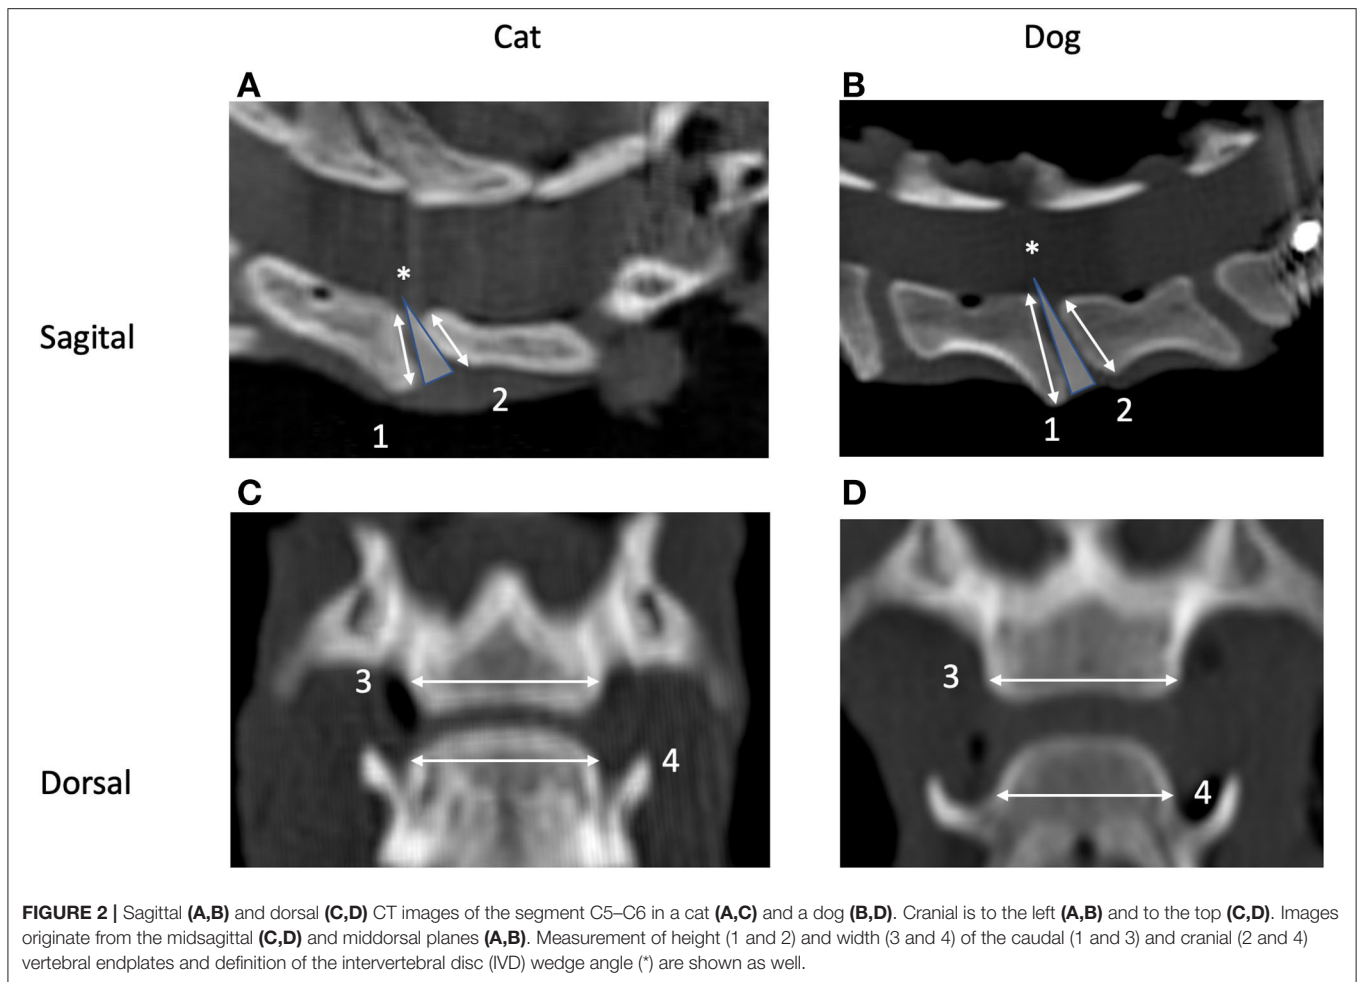 Cat
Dog
A
B
*
*
Sagital
1
2
1
2
C
D
3
3
4
4
Dorsal
FIGURE 2 | Sagittal (A,B) and dorsal (C,D) CT images of the segment C5–C6 in a cat (A,C) and a dog (B,D). Cranial is to the left (A,B) and to the top (C,D). Images
originate from the midsagittal (C,D) and middorsal planes (A,B). Measurement of height (1 and 2) and width (3 and 4) of the caudal (1 and 3) and cranial (2 and 4)
vertebral endplates and definition of the intervertebral disc (IVD) wedge angle (*) are shown as well.